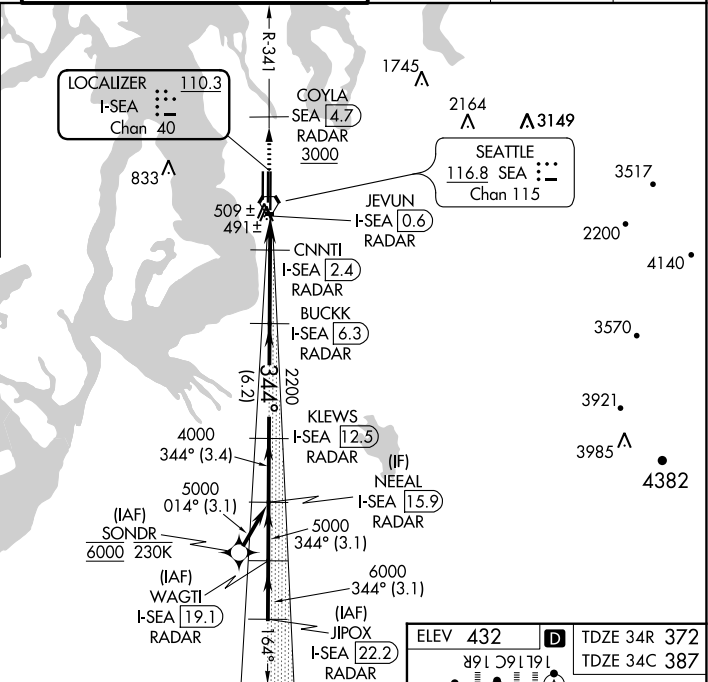 R-341
1745
LOCALIZER 110.3
I-SEA
Chan 40
COYLA
SEA 4.7
RADAR
3000
2164
3149
833
SEATTLE
116.8 SEA
Chan 115
3517
509 ±
491 ±
JEVUN
I-SEA 0.6
RADAR
2200
4140
CNNTI
I-SEA 2.4
RADAR
BUCKK
I-SEA 6.3
RADAR
3570
344°
2200
(6.2)
3921
KLEWS
I-SEA 12.5
RADAR
3985
4382
4000
344° (3.4)
(IF)
NEEAL
I-SEA 15.9
RADAR
5000
014° (3.1)
(IAF)
SONDR
6000 230K
5000
344° (3.1)
(IAF)
WAGTI
I-SEA 19.1
RADAR
6000
344° (3.1)
(IAF)
JIPOX
I-SEA 22.2
RADAR
164°
ELEV 432 D TDZE 34R 372
TDZE 34C 387
16R 16C 16L